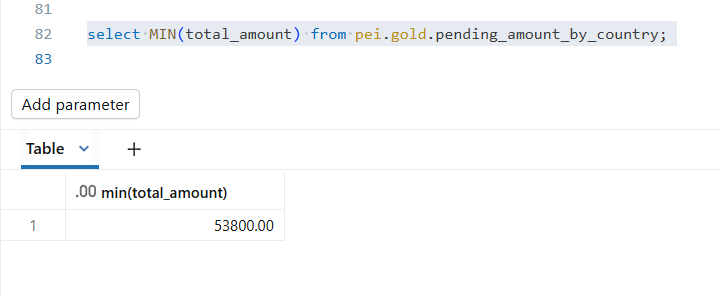 81
82 select MIN(total_amount) from pei.gold.pending_amount_by_country;
83
Add parameter
Table +
.00 min(total_amount)
1 53800.00